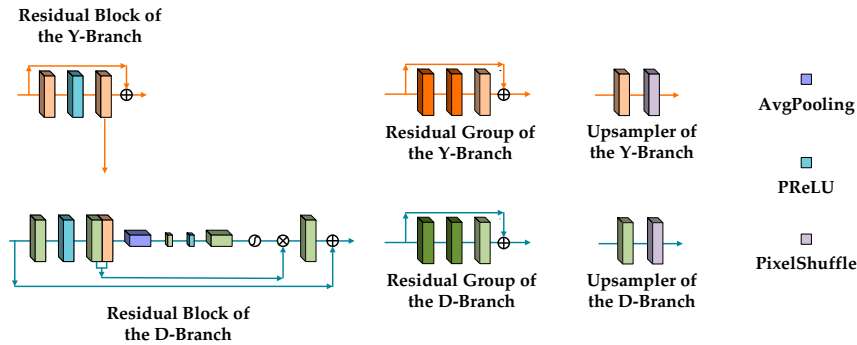 Residual Block of
the Y-Branch
Residual Group of
the Y-Branch
Upsampler of
the Y-Branch
AvgPooling
PReLU
PixelShuffle
Residual Block of
the D-Branch
Residual Group of
the D-Branch
Upsampler of
the D-Branch